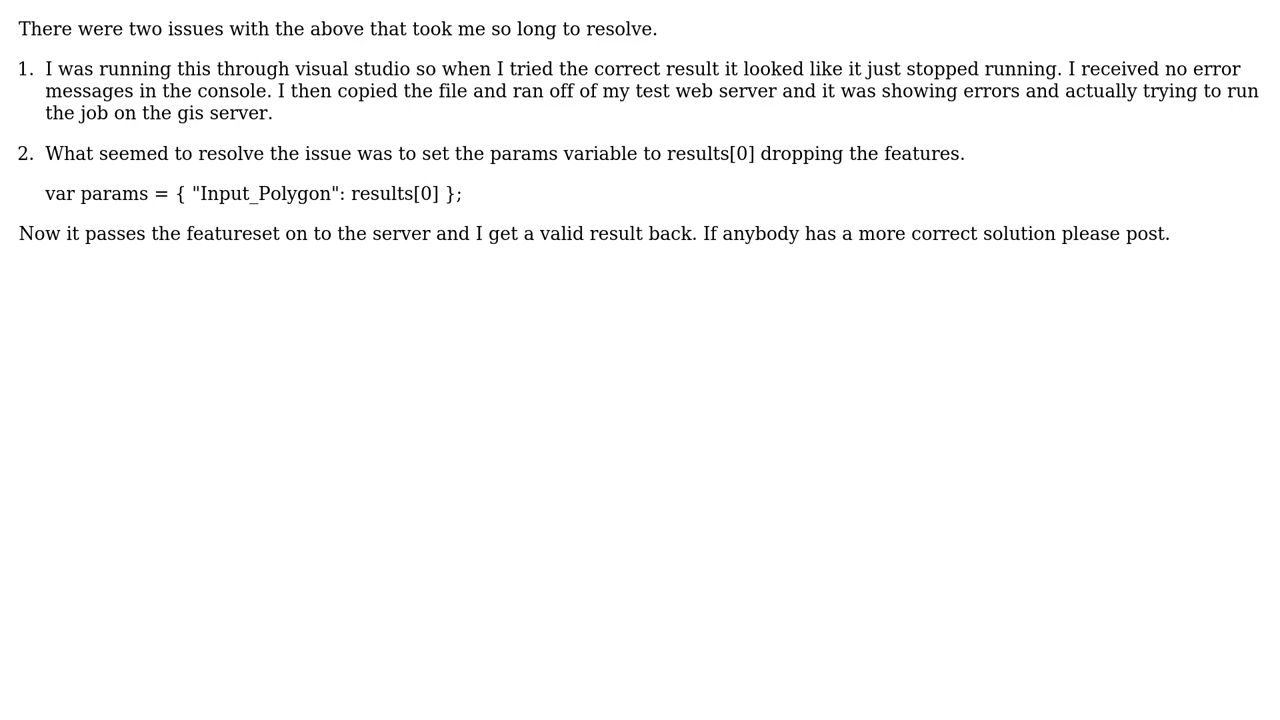 There were two issues with the above that took me so long to resolve.
1. I was running this through visual studio so when I tried the correct result it looked like it just stopped running. I received no error
messages in the console. I then copied the file and ran off of my test web server and it was showing errors and actually trying to run
the job on the gis server.
2. What seemed to resolve the issue was to set the params variable to results[0] dropping the features.
var params = { "Input_Polygon": results[0] };
Now it passes the featureset on to the server and I get a valid result back. If anybody has a more correct solution please post.